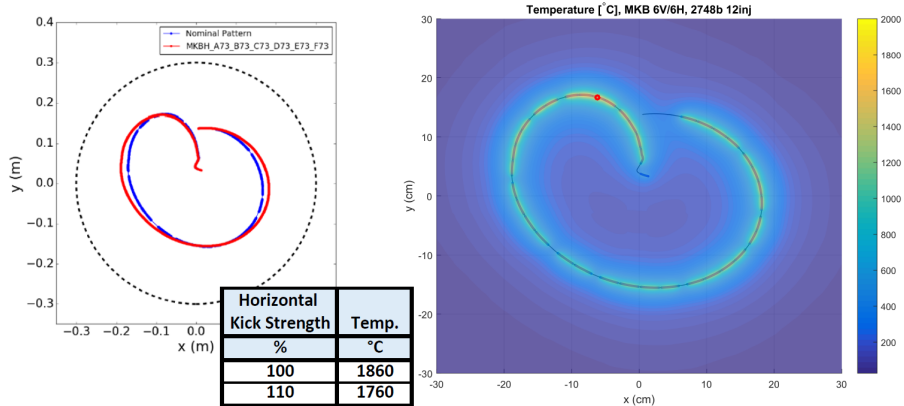 0.4
0.3
0.2
0.1
0.0
−0.1
−0.2
−0.3
y (m)
Nominal Pattern
MKBH_A73_B73_C73_D73_E73_F73
−0.3 −0.2 −0.1 0.0 0.1 0.2
x (m)
Horizontal
Kick Strength Temp.
% °C
100 1860
110 1760
Temperature [°C], MKB 6V/6H, 2748b 12inj
30
20
10
0
-10
-20
-30
y (cm)
-30 -20 -10 0 10 20 30
x (cm)
2000
1800
1600
1400
1200
1000
800
600
400
200